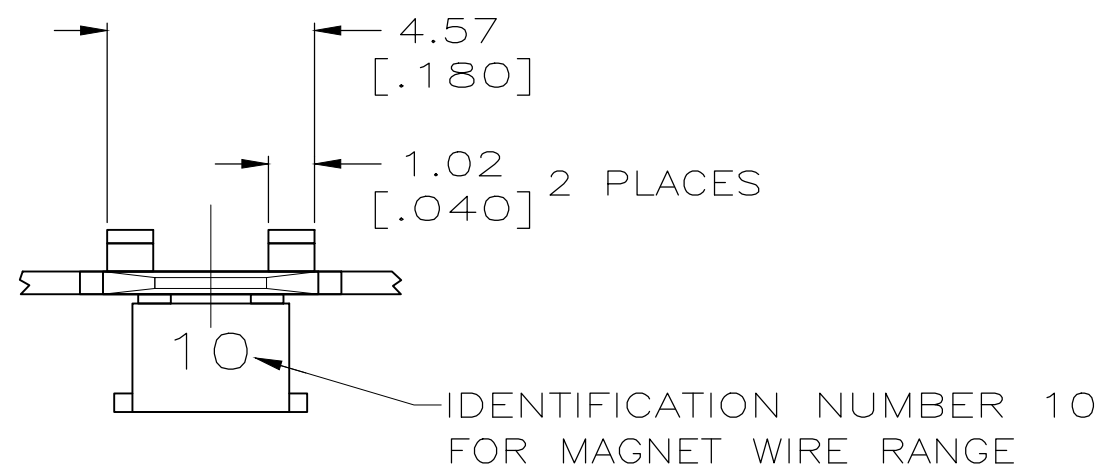 4.57
[.180]
1.02
[.040] 2 PLACES
10
IDENTIFICATION NUMBER 10
FOR MAGNET WIRE RANGE